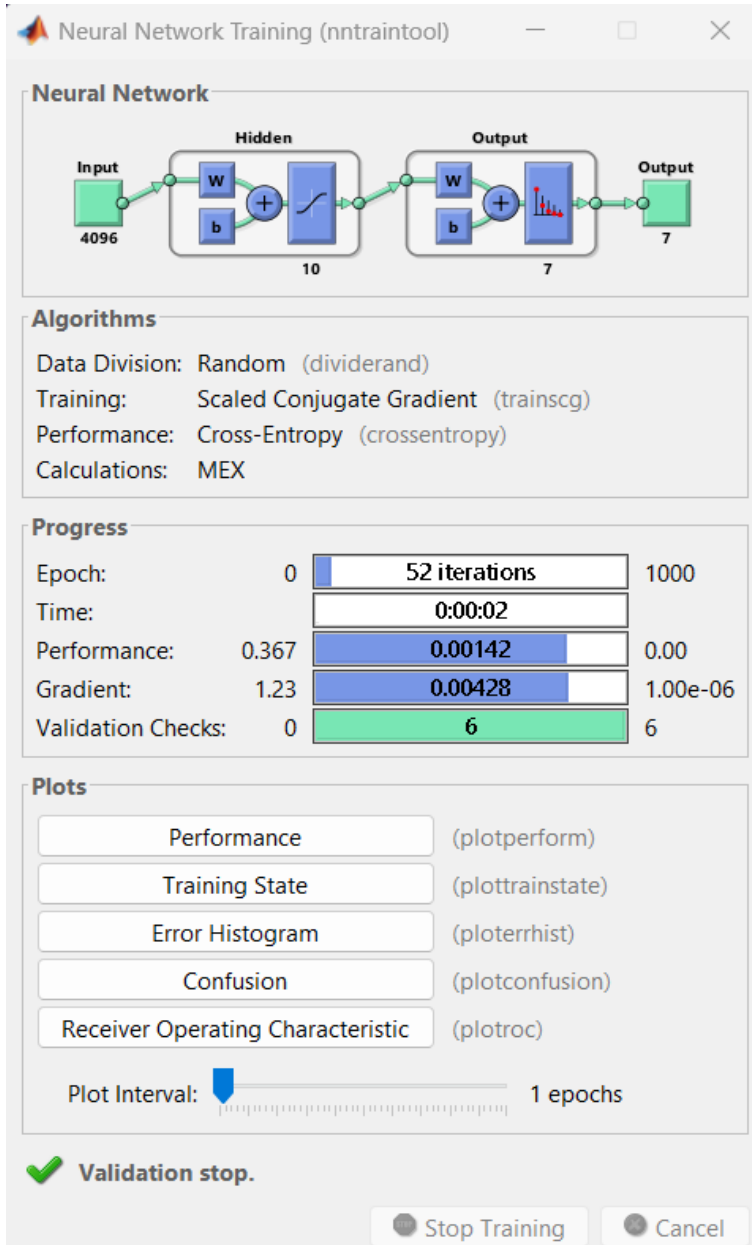 Neural Network Training (nntraintool)
Neural Network
Hidden
Output
Input
Output
W
W
+
+
b
b
4096
7
10
7
Algorithms
Data Division: Random (dividerand)
Training: Scaled Conjugate Gradient (trainscg)
Performance: Cross-Entropy (crossentropy)
Calculations: MEX
Progress
Epoch: 0 52 iterations 1000
Time: 0:00:02
Performance: 0.367 0.00142 0.00
Gradient: 1.23 0.00428 1.00e-06
Validation Checks: 0 6 6
Plots
Performance (plotperform)
Training State (plottrainstate)
Error Histogram (ploterrhist)
Confusion (plotconfusion)
Receiver Operating Characteristic (plotroc)
Plot Interval: 1 epochs
Validation stop.
STOP Stop Training Cancel